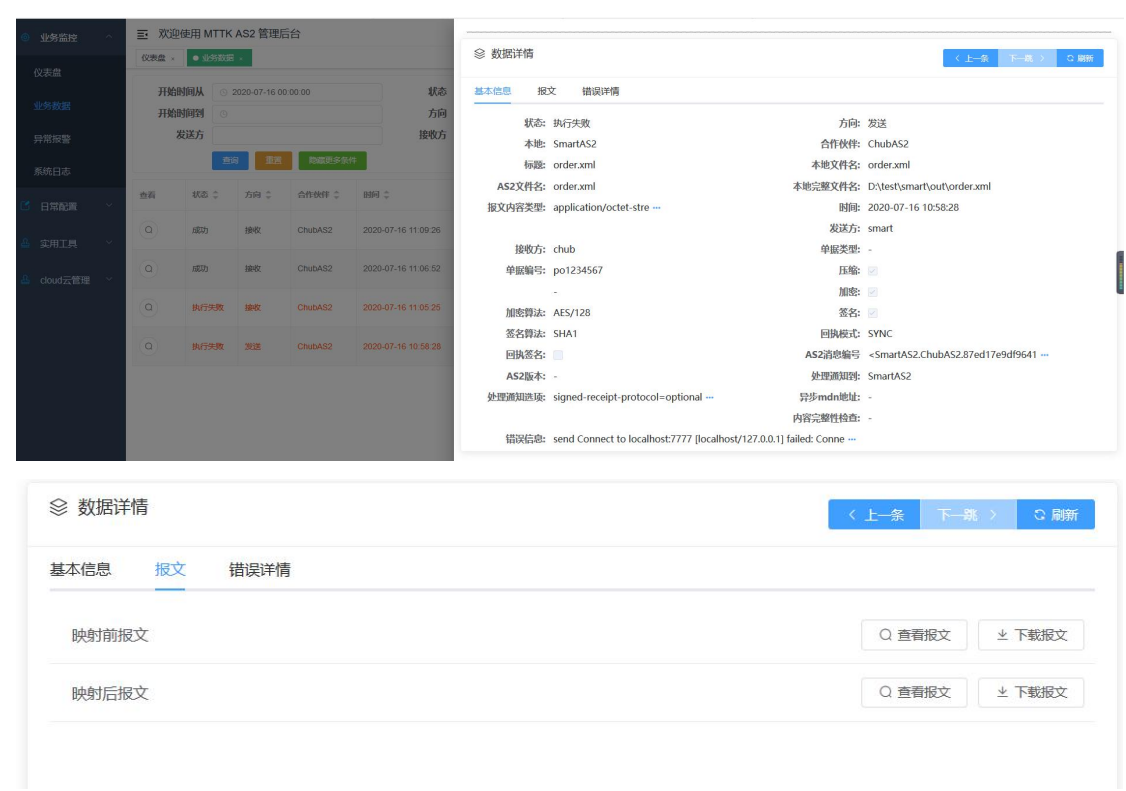 业务监控
仪表盘
业务数据
异常报警
系统日志
日常配置
实用工具
cloud云管理
欢迎使用 MTTK AS2 管理后台
仪表盘 × 业务数据 ×
开始时间从 2020-07-16 00:00:00 状态
开始时间到 方向
发送方 接收方
查询 重置 隐藏更多条件
查看 状态 方向 合作伙伴 时间
成功 接收 ChubAS2 2020-07-16 11:09:26
成功 接收 ChubAS2 2020-07-16 11:06:52
执行失败 接收 ChubAS2 2020-07-16 11:05:25
执行失败 发送 ChubAS2 2020-07-16 10:58:28
数据详情 上一条 下一跳 刷新
基本信息 报文 错误详情
状态: 执行失败 方向: 发送
本地: SmartAS2 合作伙伴: ChubAS2
标题: order.xml 本地文件名: order.xml
AS2文件名: order.xml 本地完整文件名: D:\test\smart\out\order.xml
报文内容类型: application/octet-stre ··· 时间: 2020-07-16 10:58:28
发送方: smart
接收方: chub 单据类型: -
单据编号: po1234567 压缩:
- 加密:
加密算法: AES/128 签名:
签名算法: SHA1 回执模式: SYNC
回执签名: AS2消息编号 <SmartAS2.ChubAS2.87ed17e9df9641 ···
AS2版本: - 处理通知到: SmartAS2
处理通知选项: signed-receipt-protocol=optional ··· 异步mdn地址: -
内容完整性检查: -
错误信息: send Connect to localhost:7777 [localhost/127.0.0.1] failed: Conne ···
数据详情 上一条 下一跳 刷新
基本信息 报文 错误详情
映射前报文 查看报文 下载报文
映射后报文 查看报文 下载报文